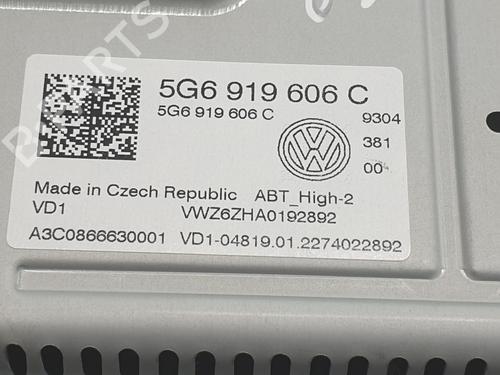 5G6 919 606 C
5G6 919 606 C
9304
381
00
Made in Czech Republic ABT_High-2
VD1 VWZ6ZHA0192892
A3C0866630001 VD1-04819.01.2274022892